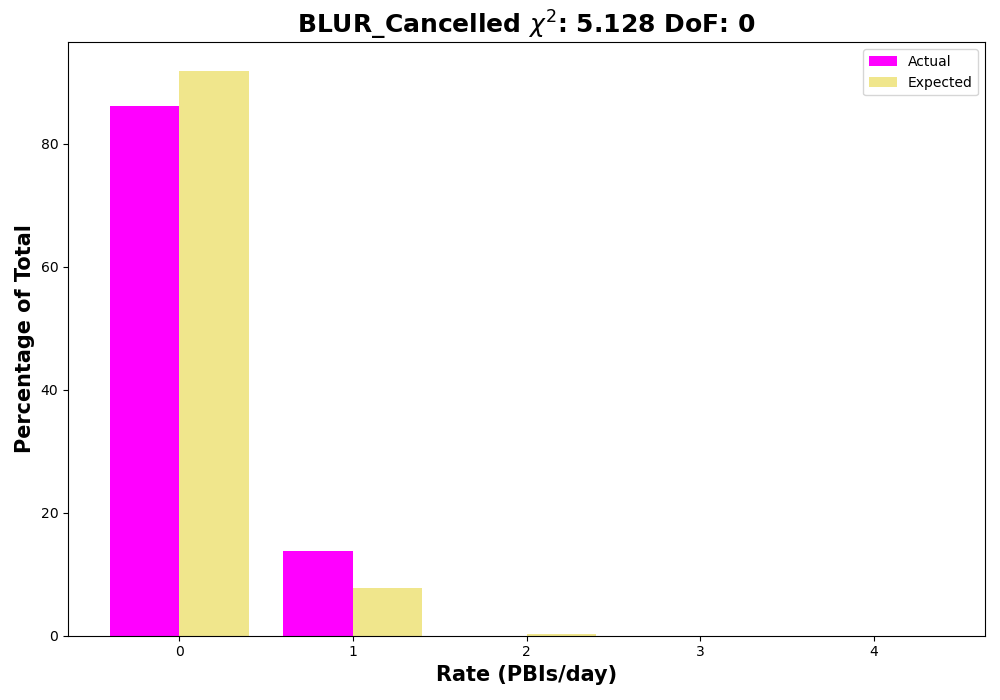 BLUR_Cancelled χ²: 5.128 DoF: 0
Actual
Expected
Percentage of Total
80
60
40
20
0
0 1 2 3 4
Rate (PBIs/day)